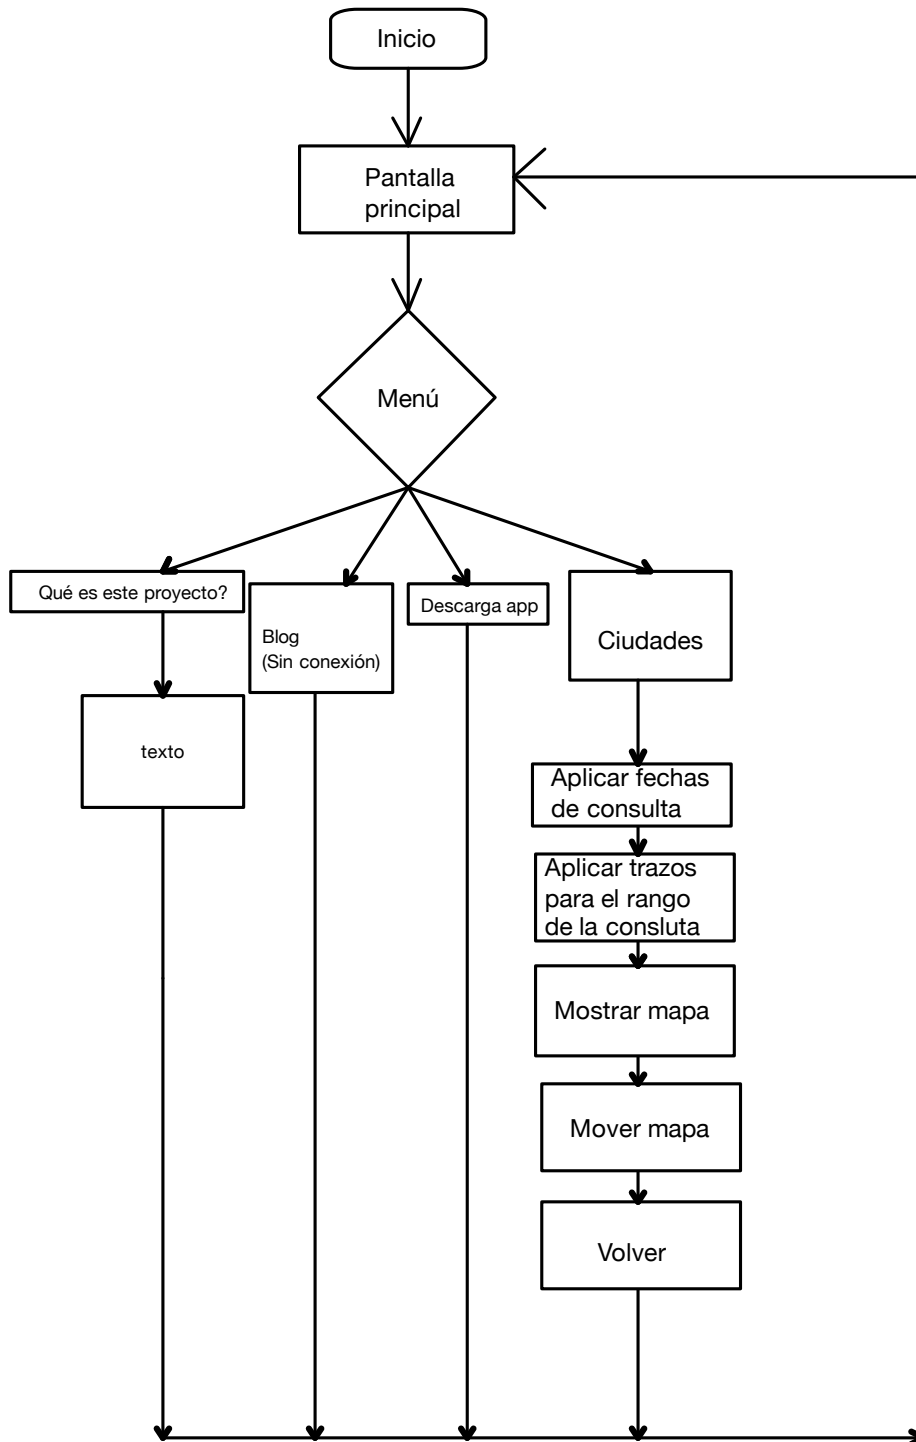 Inicio
Pantalla
principal
Menú
Qué es este proyecto?
Blog
(Sin conexión)
Descarga app
Ciudades
texto
Aplicar fechas
de consulta
Aplicar trazos
para el rango
de la consluta
Mostrar mapa
Mover mapa
Volver